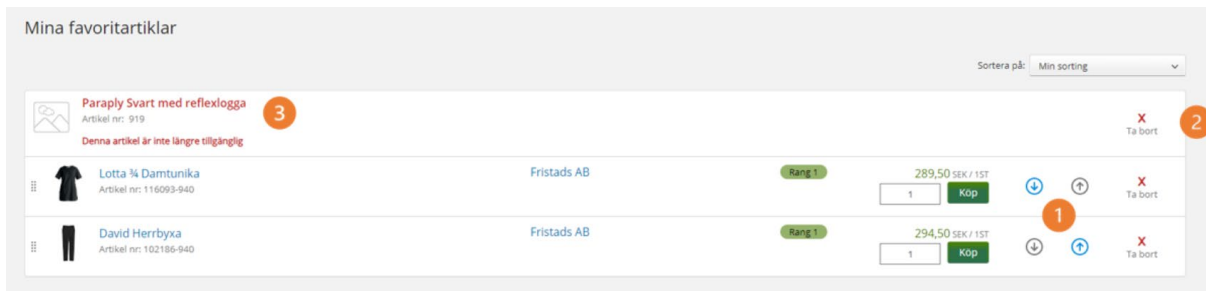 Mina favoritartiklar
Sortera på: Min sorting
Paraply Svart med reflexlogga
3
Artikel nr: 919
Denna artikel är inte längre tillgänglig
X
Ta bort
2
Lotta ¾ Damtunika
Artikel nr: 116093-940
Fristads AB
Rang 1
289,50 SEK / 1ST
1
Köp
X
Ta bort
1
David Herrbyxa
Artikel nr: 102186-940
Fristads AB
Rang 1
294,50 SEK / 1ST
1
Köp
X
Ta bort